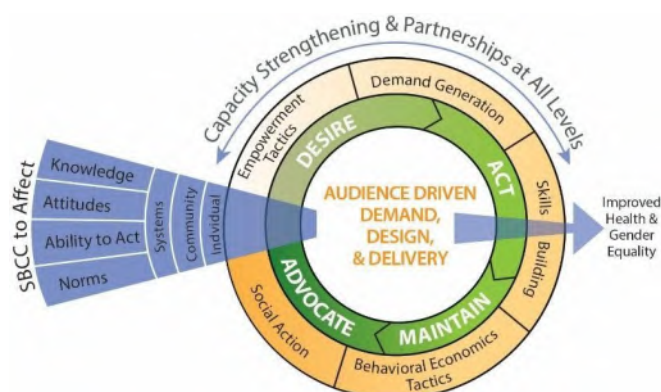 Capacity Strengthening & Partnerships at All Levels
SBCC to Affect
Knowledge
Attitudes
Ability to Act
Norms
Systems
Community
Individual
Empowerment
Tactics
Demand Generation
Skills
Building
Behavioral Economics
Tactics
Social Action
DESIRE
ACT
MAINTAIN
ADVOCATE
AUDIENCE DRIVEN
DEMAND,
DESIGN,
& DELIVERY
Improved
Health &
Gender
Equality